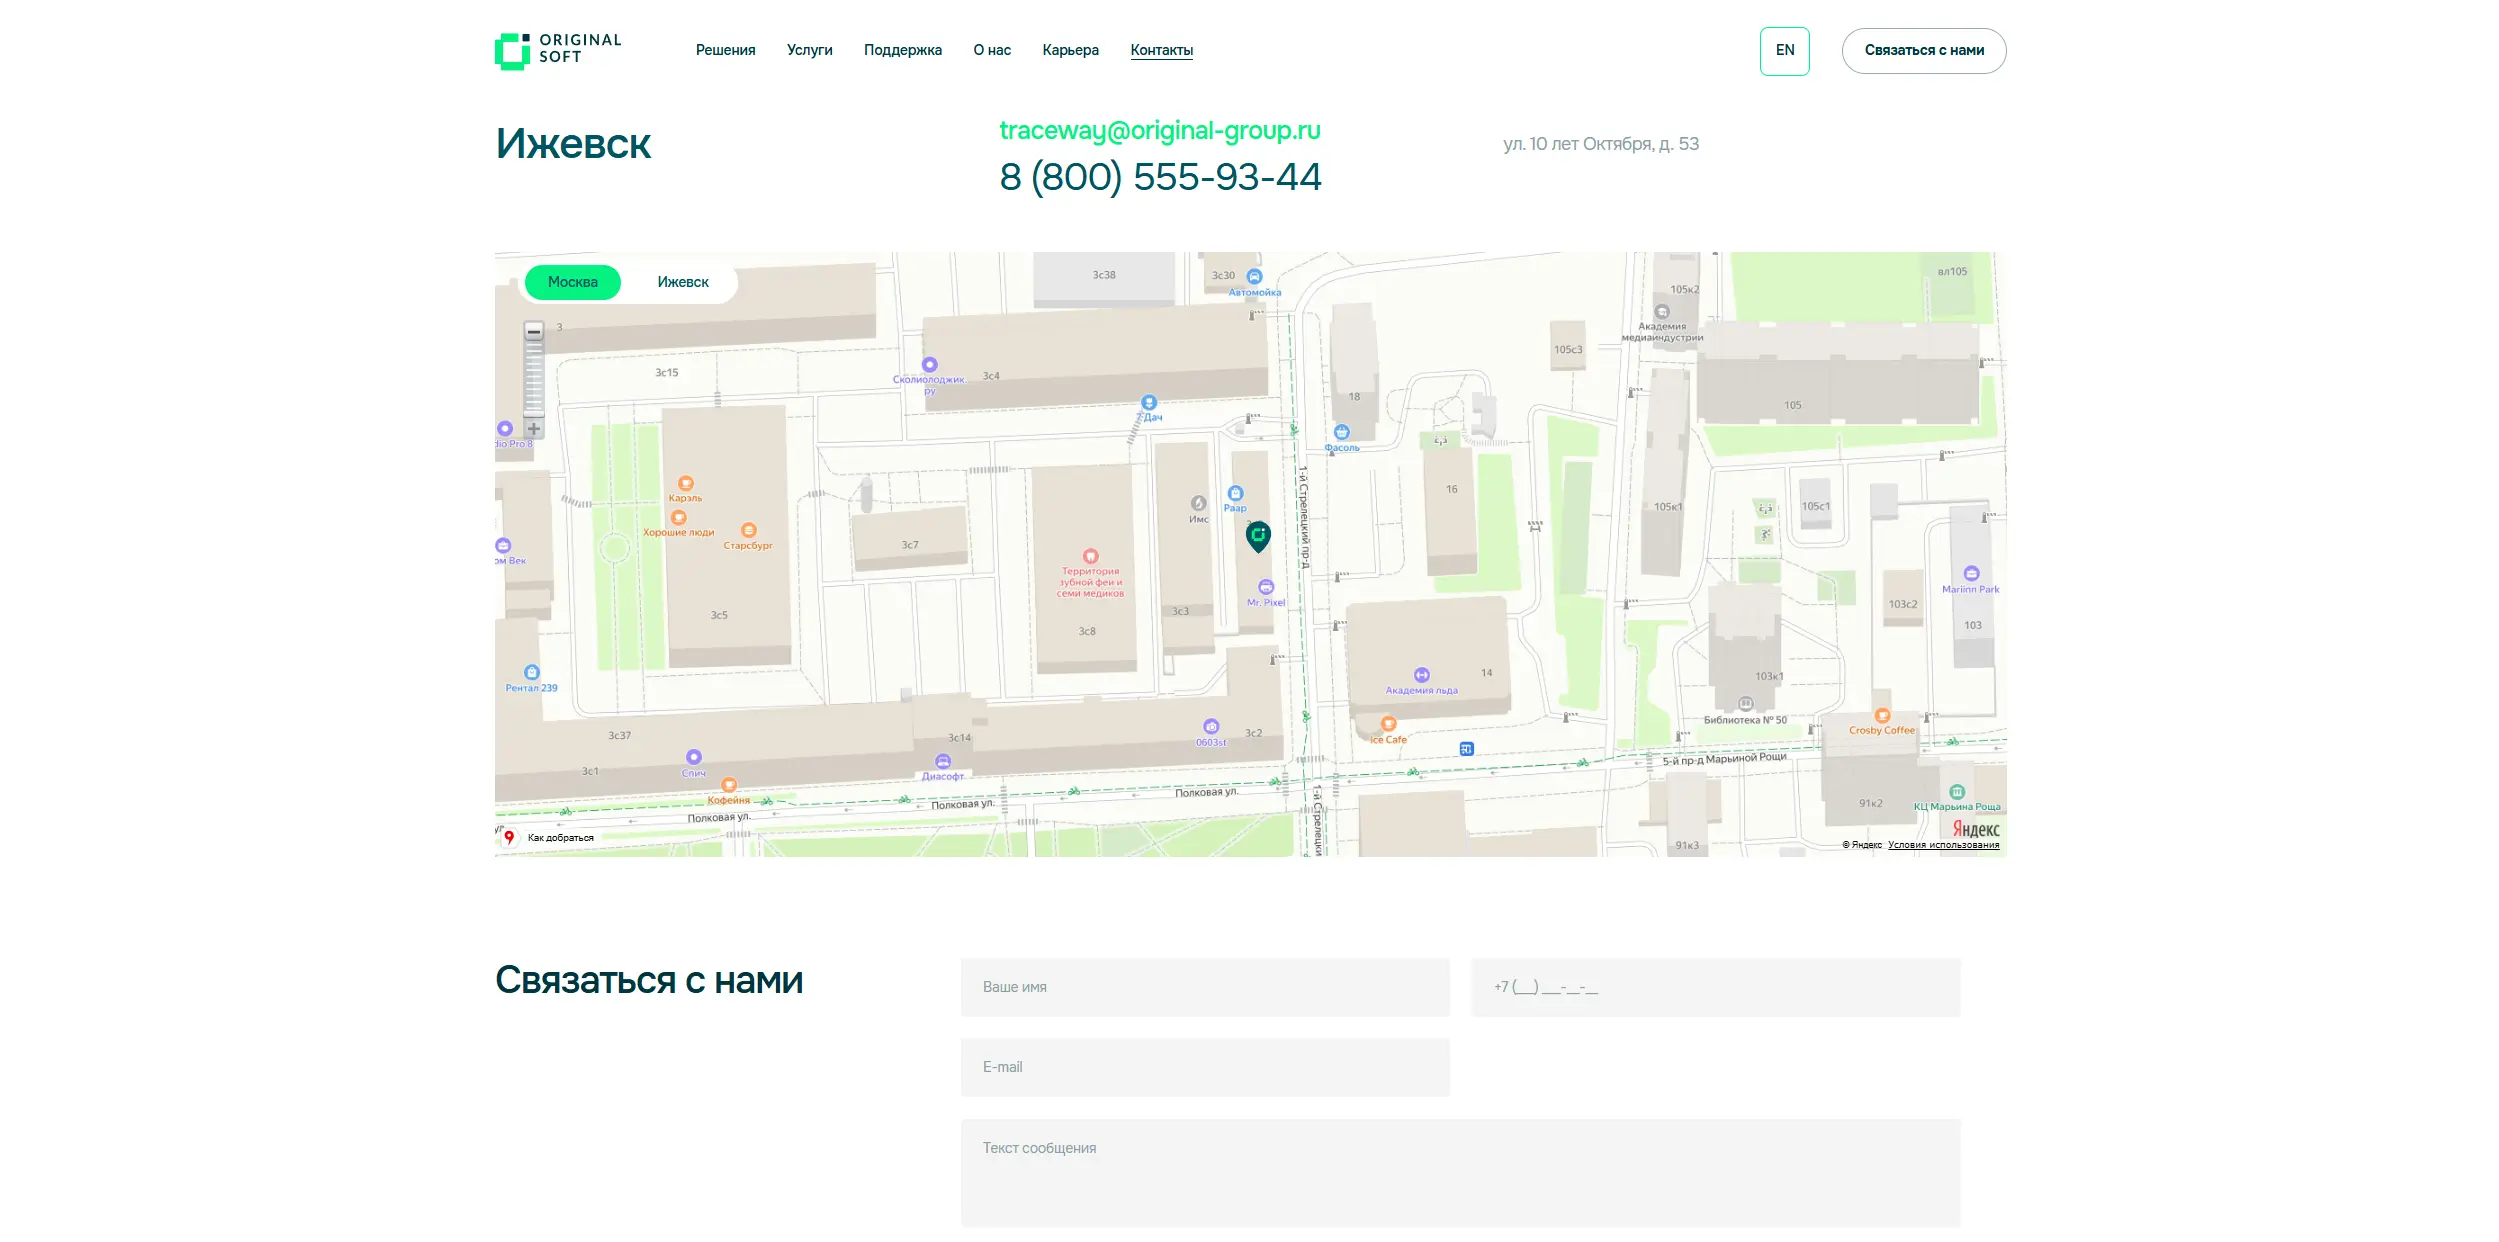 ORIGINAL
SOFT
Решения
Услуги
Поддержка
О нас
Карьера
Контакты
EN
Связаться с нами
Ижевск
traceway@original-group.ru
8 (800) 555-93-44
ул. 10 лет Октября, д. 53
Москва
Ижевск
3с38
3с30
Автомойка
105к2
вл105
Академия
медиаиндустрии
3
3с15
Сколиолоджик.
ру
3с4
105с3
18
105
7-Дач
dio Pro 8
Фасоль
Карэль
16
Раар
Имс
105к1
105с1
Хорошие люди
Старсбург
3с7
1-й Стрелецкий пр-д
ом Век
Территория
зубной феи и
семи медиков
Mr. Pixel
Mariinn Park
3с5
3с3
3с8
103с2
103
Рентал 239
Академия льда
14
103к1
Библиотека № 50
3с37
3с14
0603st
3с2
Ice Cafe
Crosby Coffee
3с1
Спич
Диасофт
5-й пр-д Марьиной Рощи
Кофейня
Полковая ул.
Полковая ул.
Полковая ул.
1-й Стрелецки
91к2
КЦ Марьина Роща
Как добраться
91к3
Яндекс
© Яндекс Условия использования
Связаться с нами
Ваше имя
+7 (__) ___-__-__
E-mail
Текст сообщения